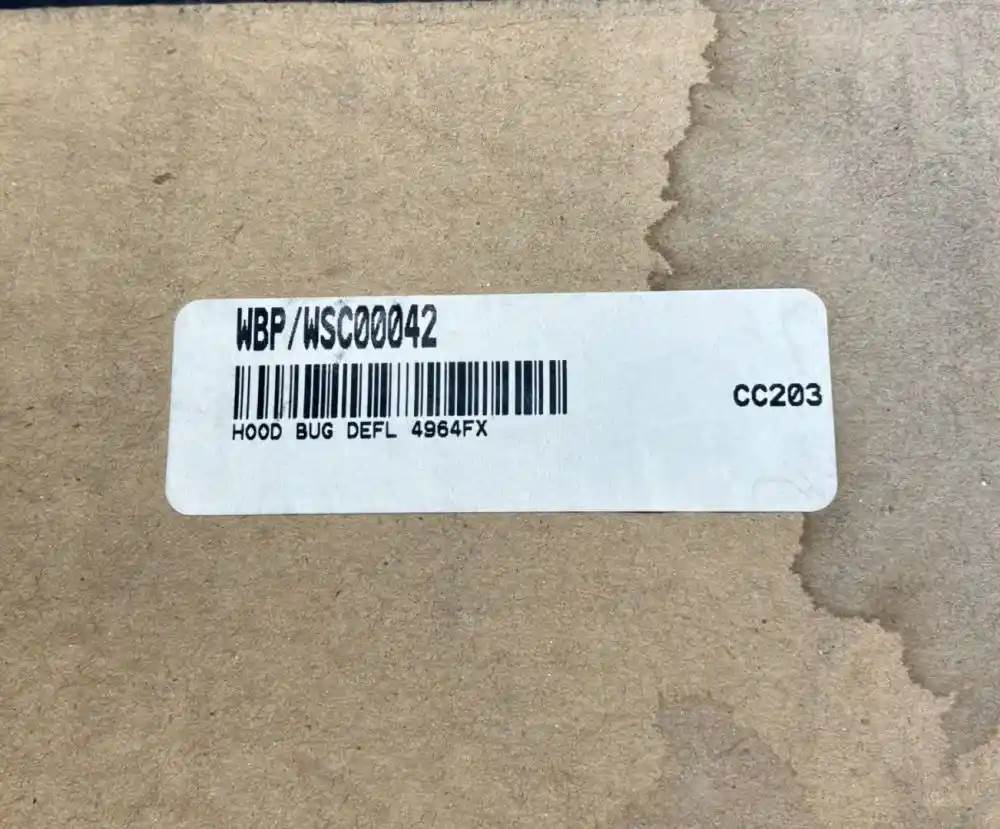 WBP/WSC00042
CC203
HOOD BUG DEFL 4964FX